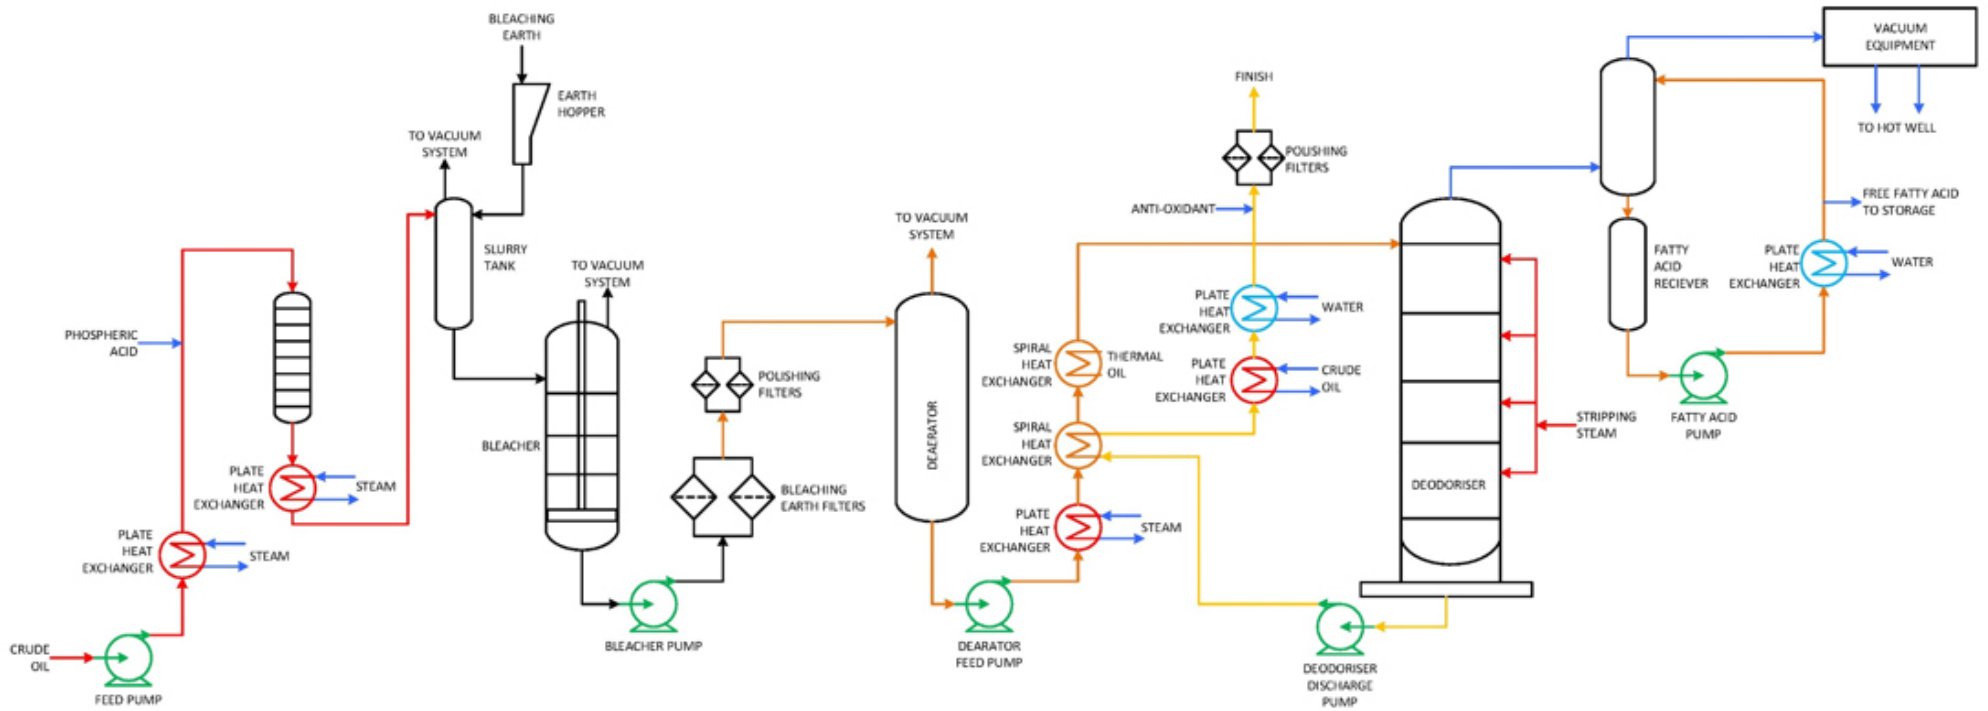 BLEACHING
EARTH
EARTH
HOPPER
TO VACUUM
SYSTEM
SLURRY
TANK
PHOSPHERIC
ACID
PLATE
HEAT
EXCHANGER
STEAM
PLATE
HEAT
EXCHANGER
STEAM
CRUDE
OIL
FEED PUMP
TO VACUUM
SYSTEM
BLEACHER
BLEACHER PUMP
POLISHING
FILTERS
BLEACHING
EARTH FILTERS
TO VACUUM
SYSTEM
DEAERATOR
DEARATOR
FEED PUMP
SPIRAL
HEAT
EXCHANGER
THERMAL
OIL
SPIRAL
HEAT
EXCHANGER
PLATE
HEAT
EXCHANGER
STEAM
FINISH
POLISHING
FILTERS
ANTI-OXIDANT
PLATE
HEAT
EXCHANGER
WATER
PLATE
HEAT
EXCHANGER
CRUDE
OIL
DEODORISER
DEODORISER
DISCHARGE
PUMP
STRIPPING
STEAM
VACUUM
EQUIPMENT
TO HOT WELL
FREE FATTY ACID
TO STORAGE
FATTY
ACID
RECIEVER
PLATE
HEAT
EXCHANGER
WATER
FATTY ACID
PUMP